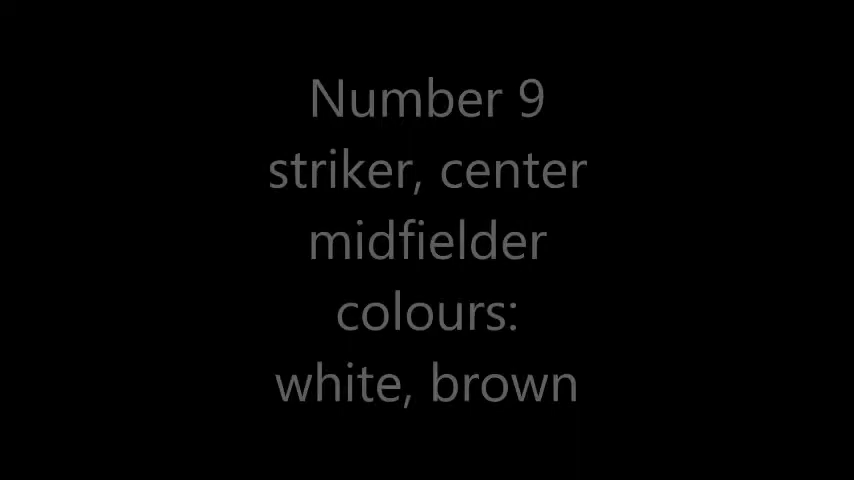 Number 9
striker, center
midfielder
colours:
white, brown